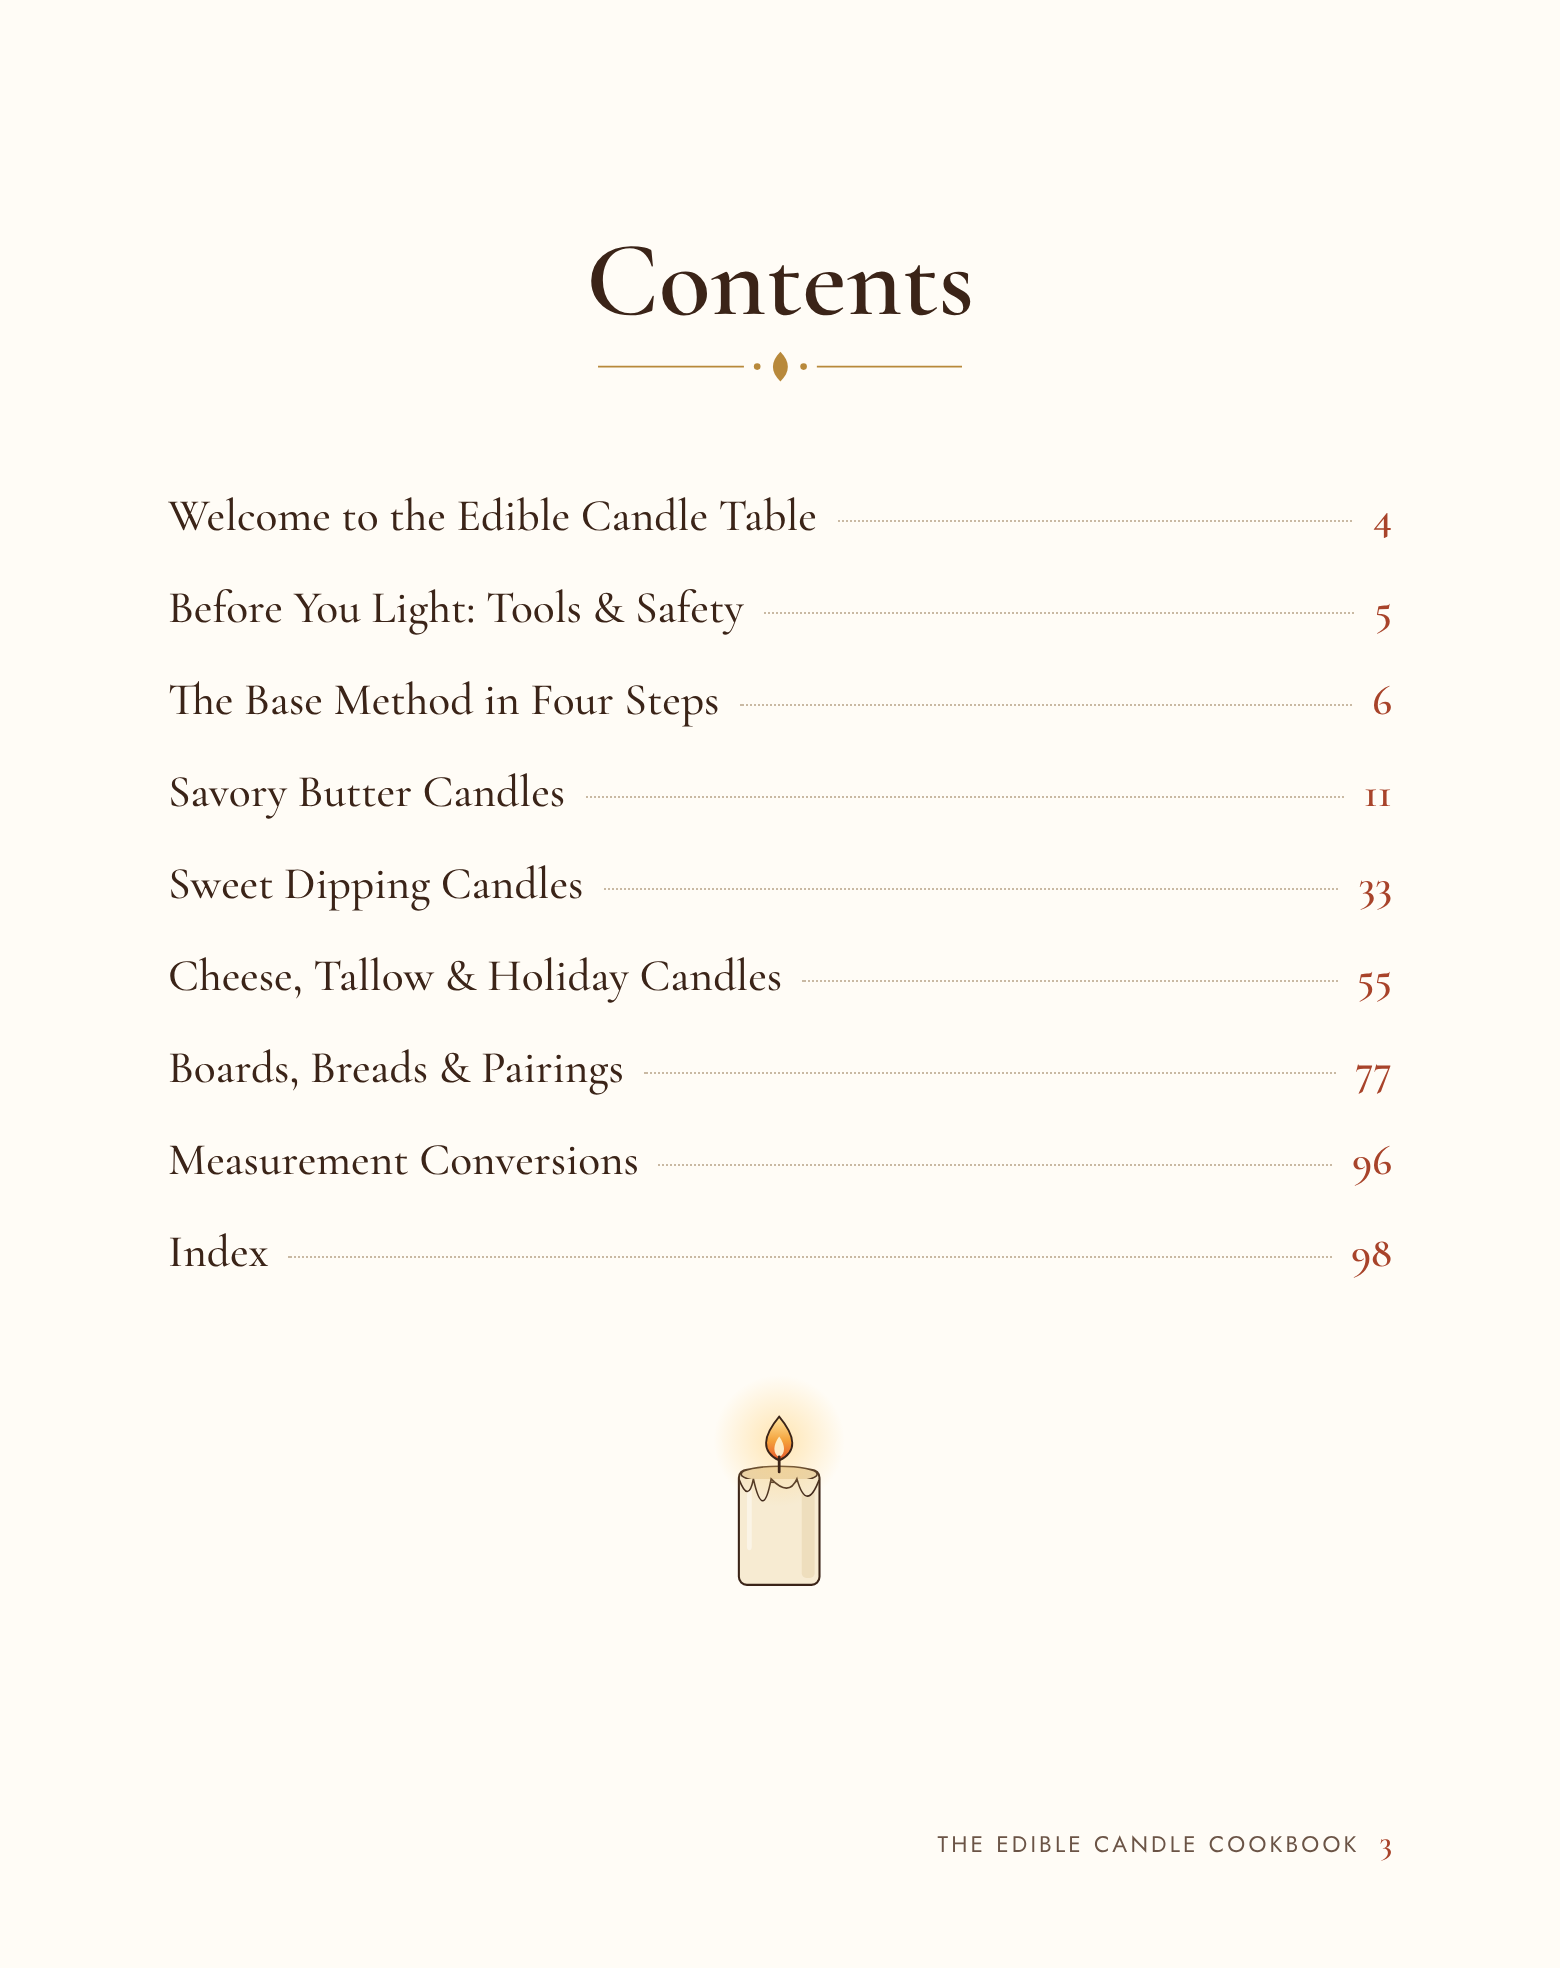 Contents
Welcome to the Edible Candle Table 4
Before You Light: Tools & Safety 5
The Base Method in Four Steps 6
Savory Butter Candles 11
Sweet Dipping Candles 33
Cheese, Tallow & Holiday Candles 55
Boards, Breads & Pairings 77
Measurement Conversions 96
Index 98
THE EDIBLE CANDLE COOKBOOK 3